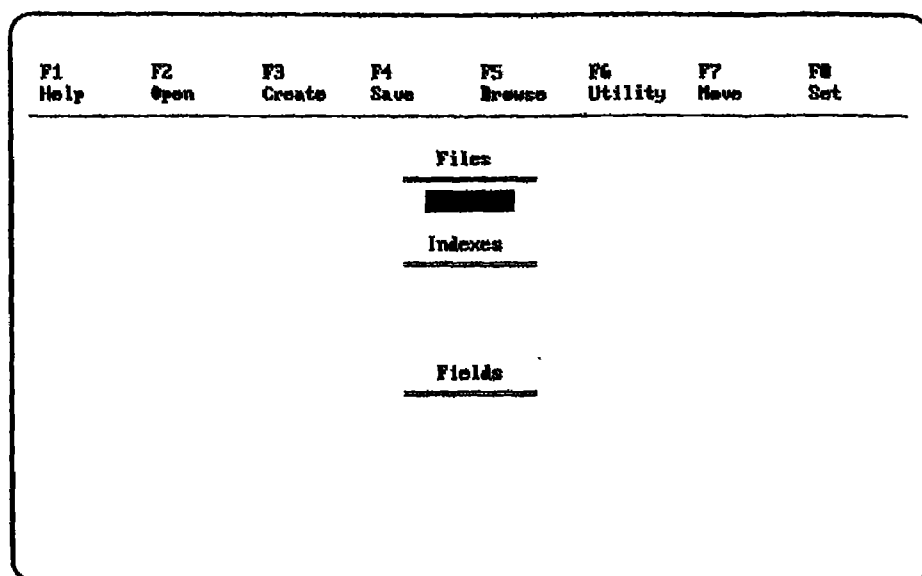 F1 F2 F3 F4 F5 F6 F7 F8
Help Open Create Save Browse Utility Move Set
Files
Indexes
Fields